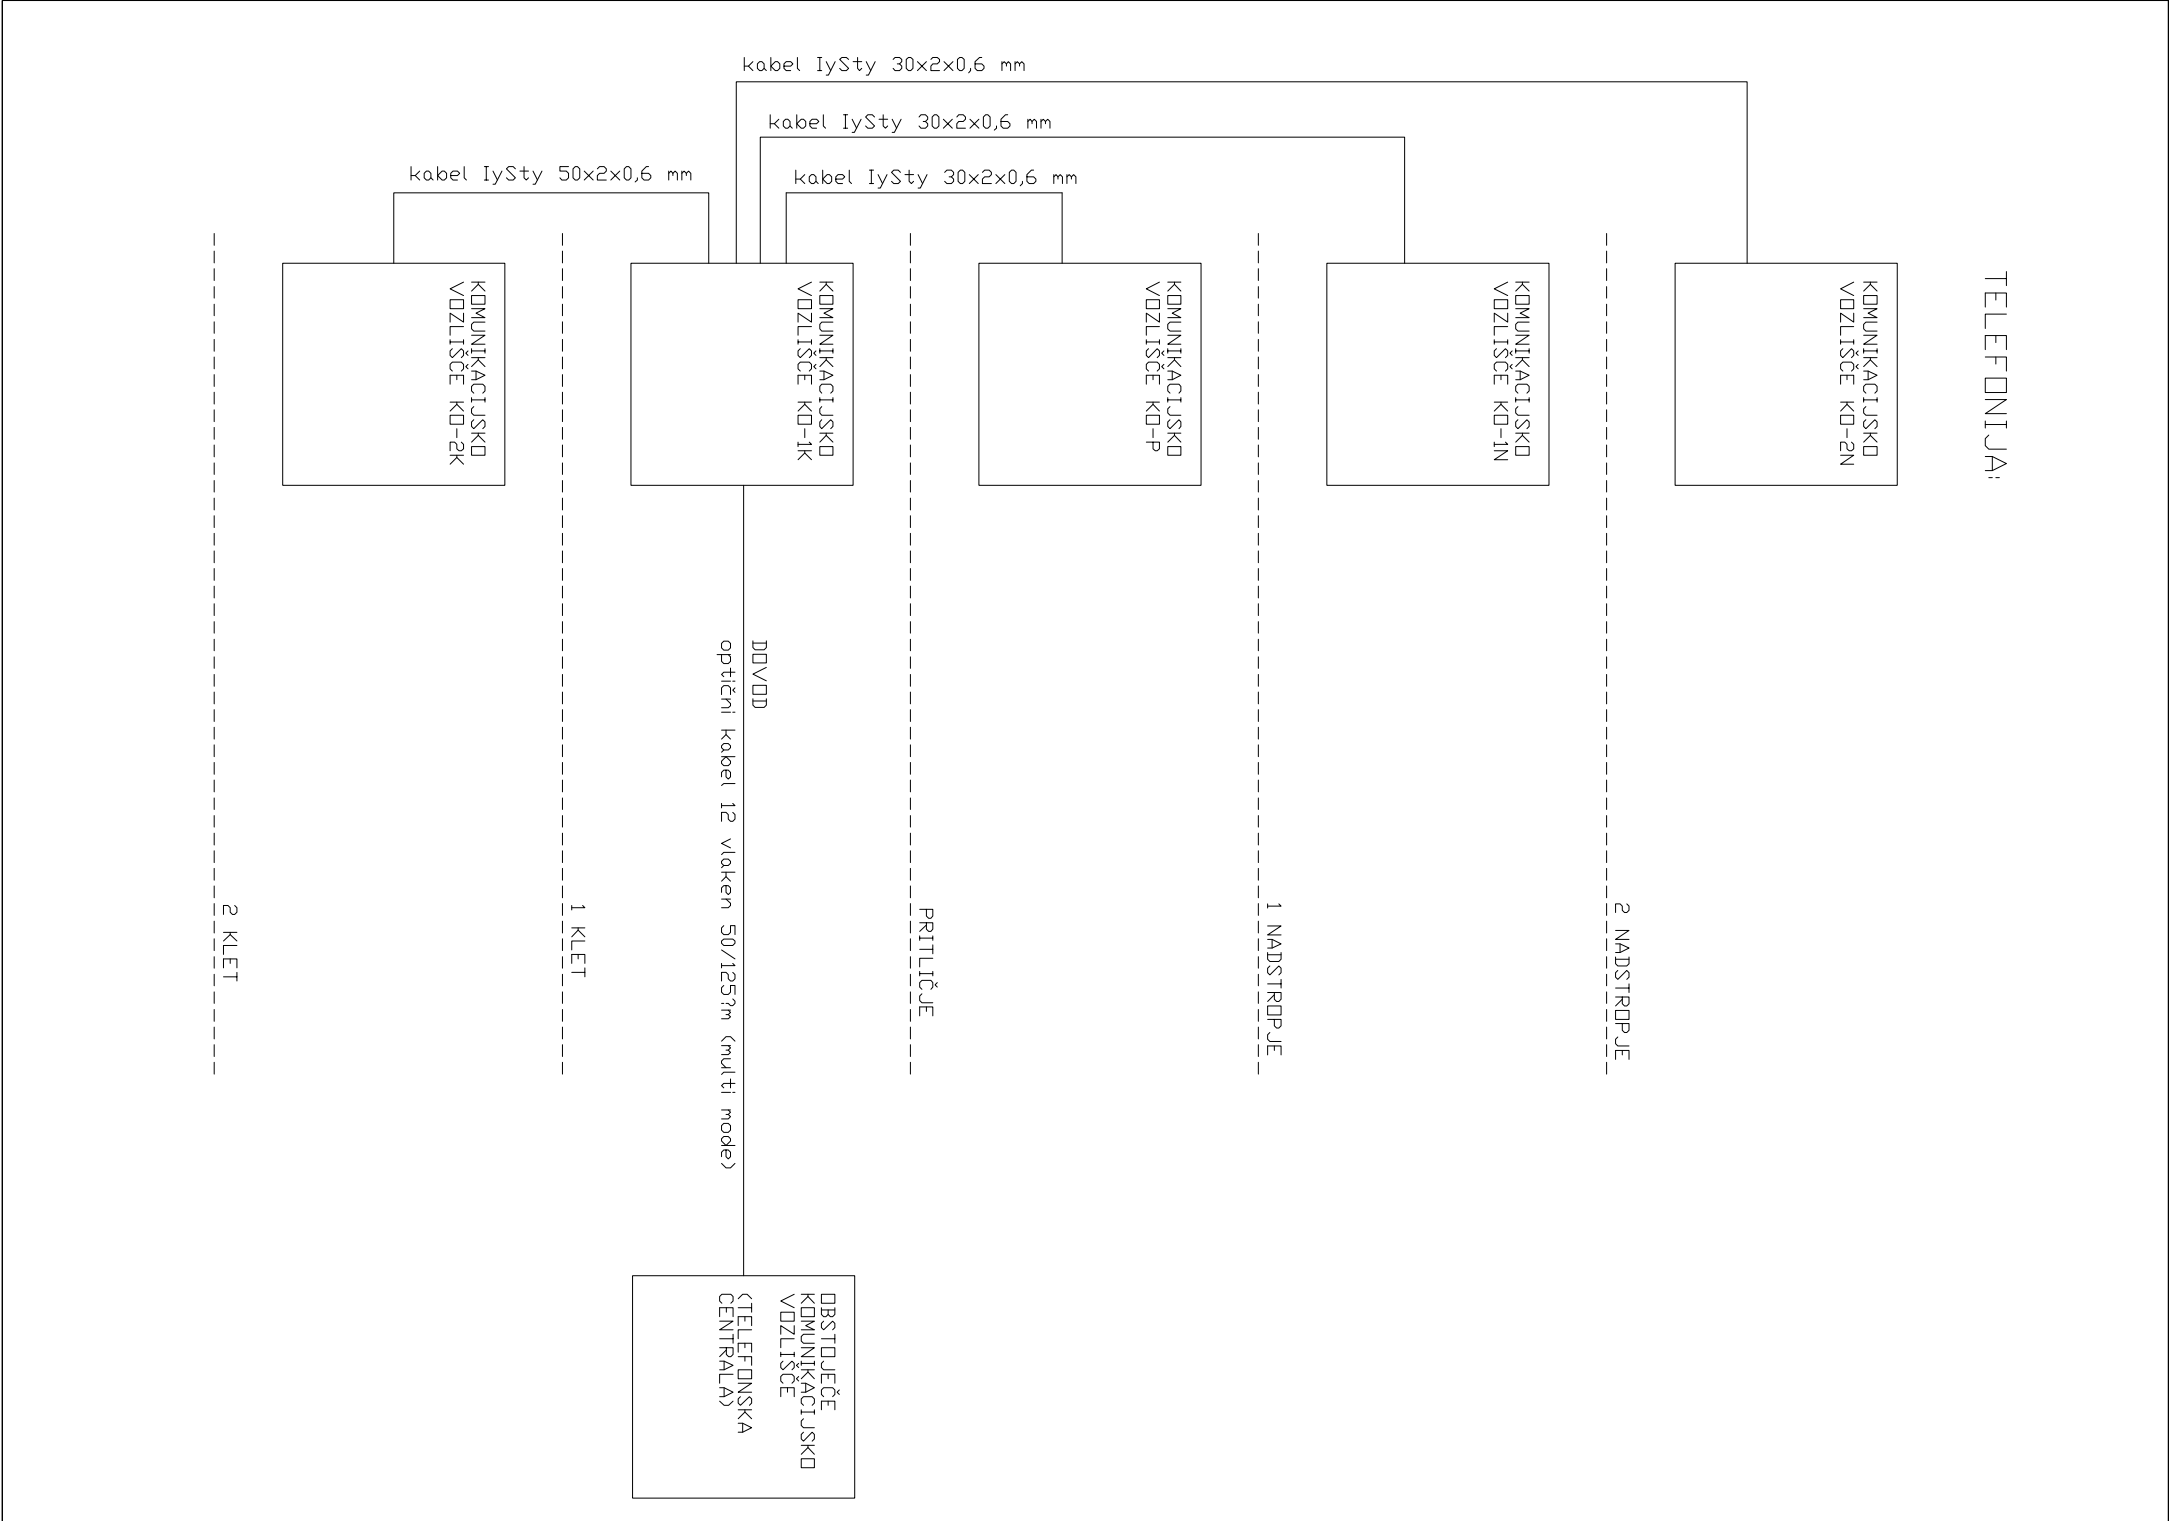 TELEFONIJA:
KOMUNIKACIJSKO
VOZLIŠČE KO-2N
2 NADSTROPJE
KOMUNIKACIJSKO
VOZLIŠČE KO-1N
1 NADSTROPJE
KOMUNIKACIJSKO
VOZLIŠČE KO-P
PRITLIČJE
KOMUNIKACIJSKO
VOZLIŠČE KO-1K
DOVOD
optični kabel 12 vlaken 50/125?m (multi mode)
OBSTOJEČE
KOMUNIKACIJSKO
VOZLIŠČE
(TELEFONSKA
CENTRALA)
1 KLET
KOMUNIKACIJSKO
VOZLIŠČE KO-2K
2 KLET
kabel IySty 30x2x0,6 mm
kabel IySty 30x2x0,6 mm
kabel IySty 30x2x0,6 mm
kabel IySty 50x2x0,6 mm